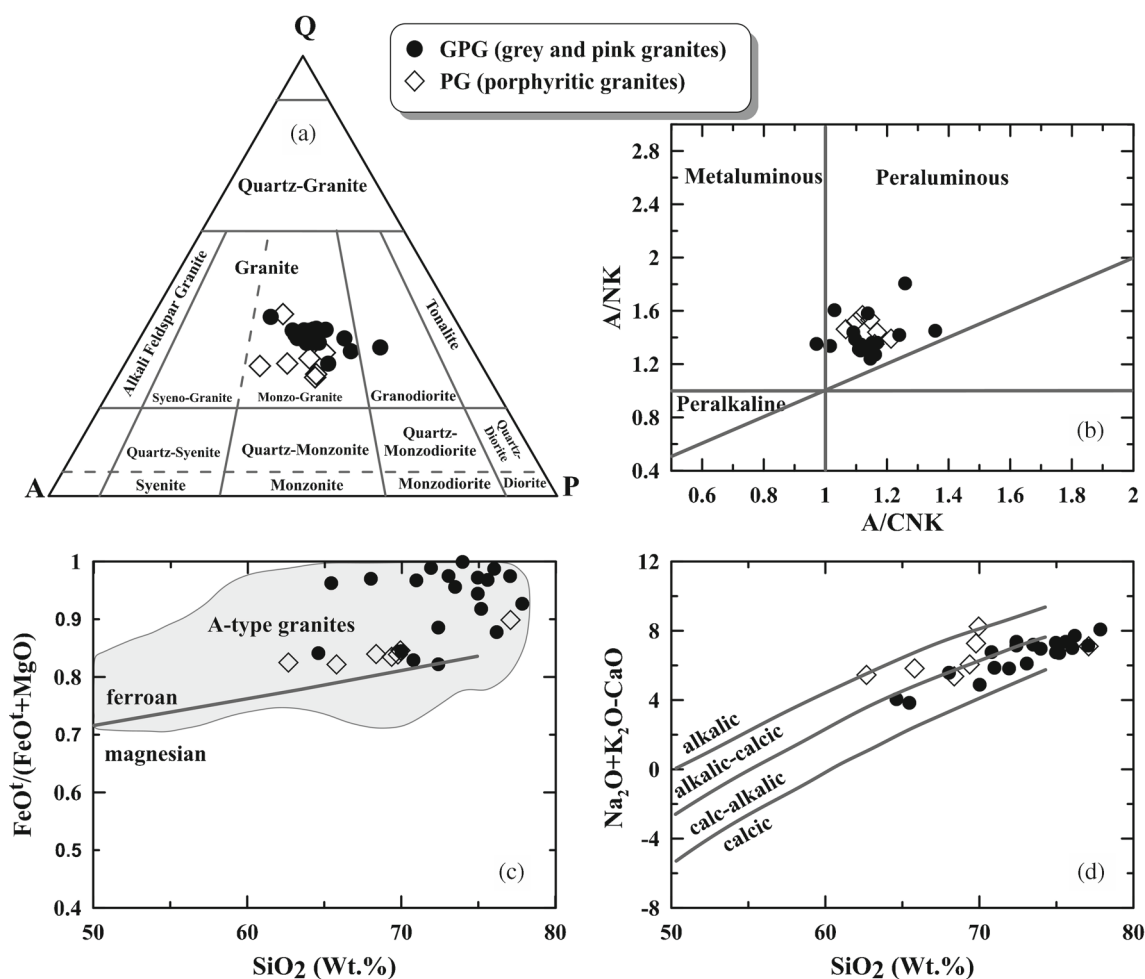 Q
GPG (grey and pink granites)
PG (porphyritic granites)
(a)
Quartz-Granite
Alkali Feldspar Granite
Granite
Tonalite
Syeno-Granite
Monzo-Granite
Granodiorite
Quartz-Syenite
Quartz-Monzonite
Quartz-
Monzodiorite
Quartz-
Diorite
A
Syenite
Monzonite
Monzodiorite
Diorite
P
2.8
2.4
2
1.6
1.2
0.8
0.4
A/NK
Metaluminous
Peraluminous
Peralkaline
(b)
0.6
0.8
1
1.2
1.4
1.6
1.8
2
A/CNK
1
0.9
0.8
0.7
0.6
0.5
0.4
FeOᵗ/(FeOᵗ+MgO)
A-type granites
ferroan
magnesian
(c)
50
60
70
80
SiO₂ (Wt.%)
12
8
4
0
-4
-8
Na₂O+K₂O-CaO
alkalic
alkalic-calcic
calc-alkalic
calcic
(d)
50
60
70
80
SiO₂ (Wt.%)